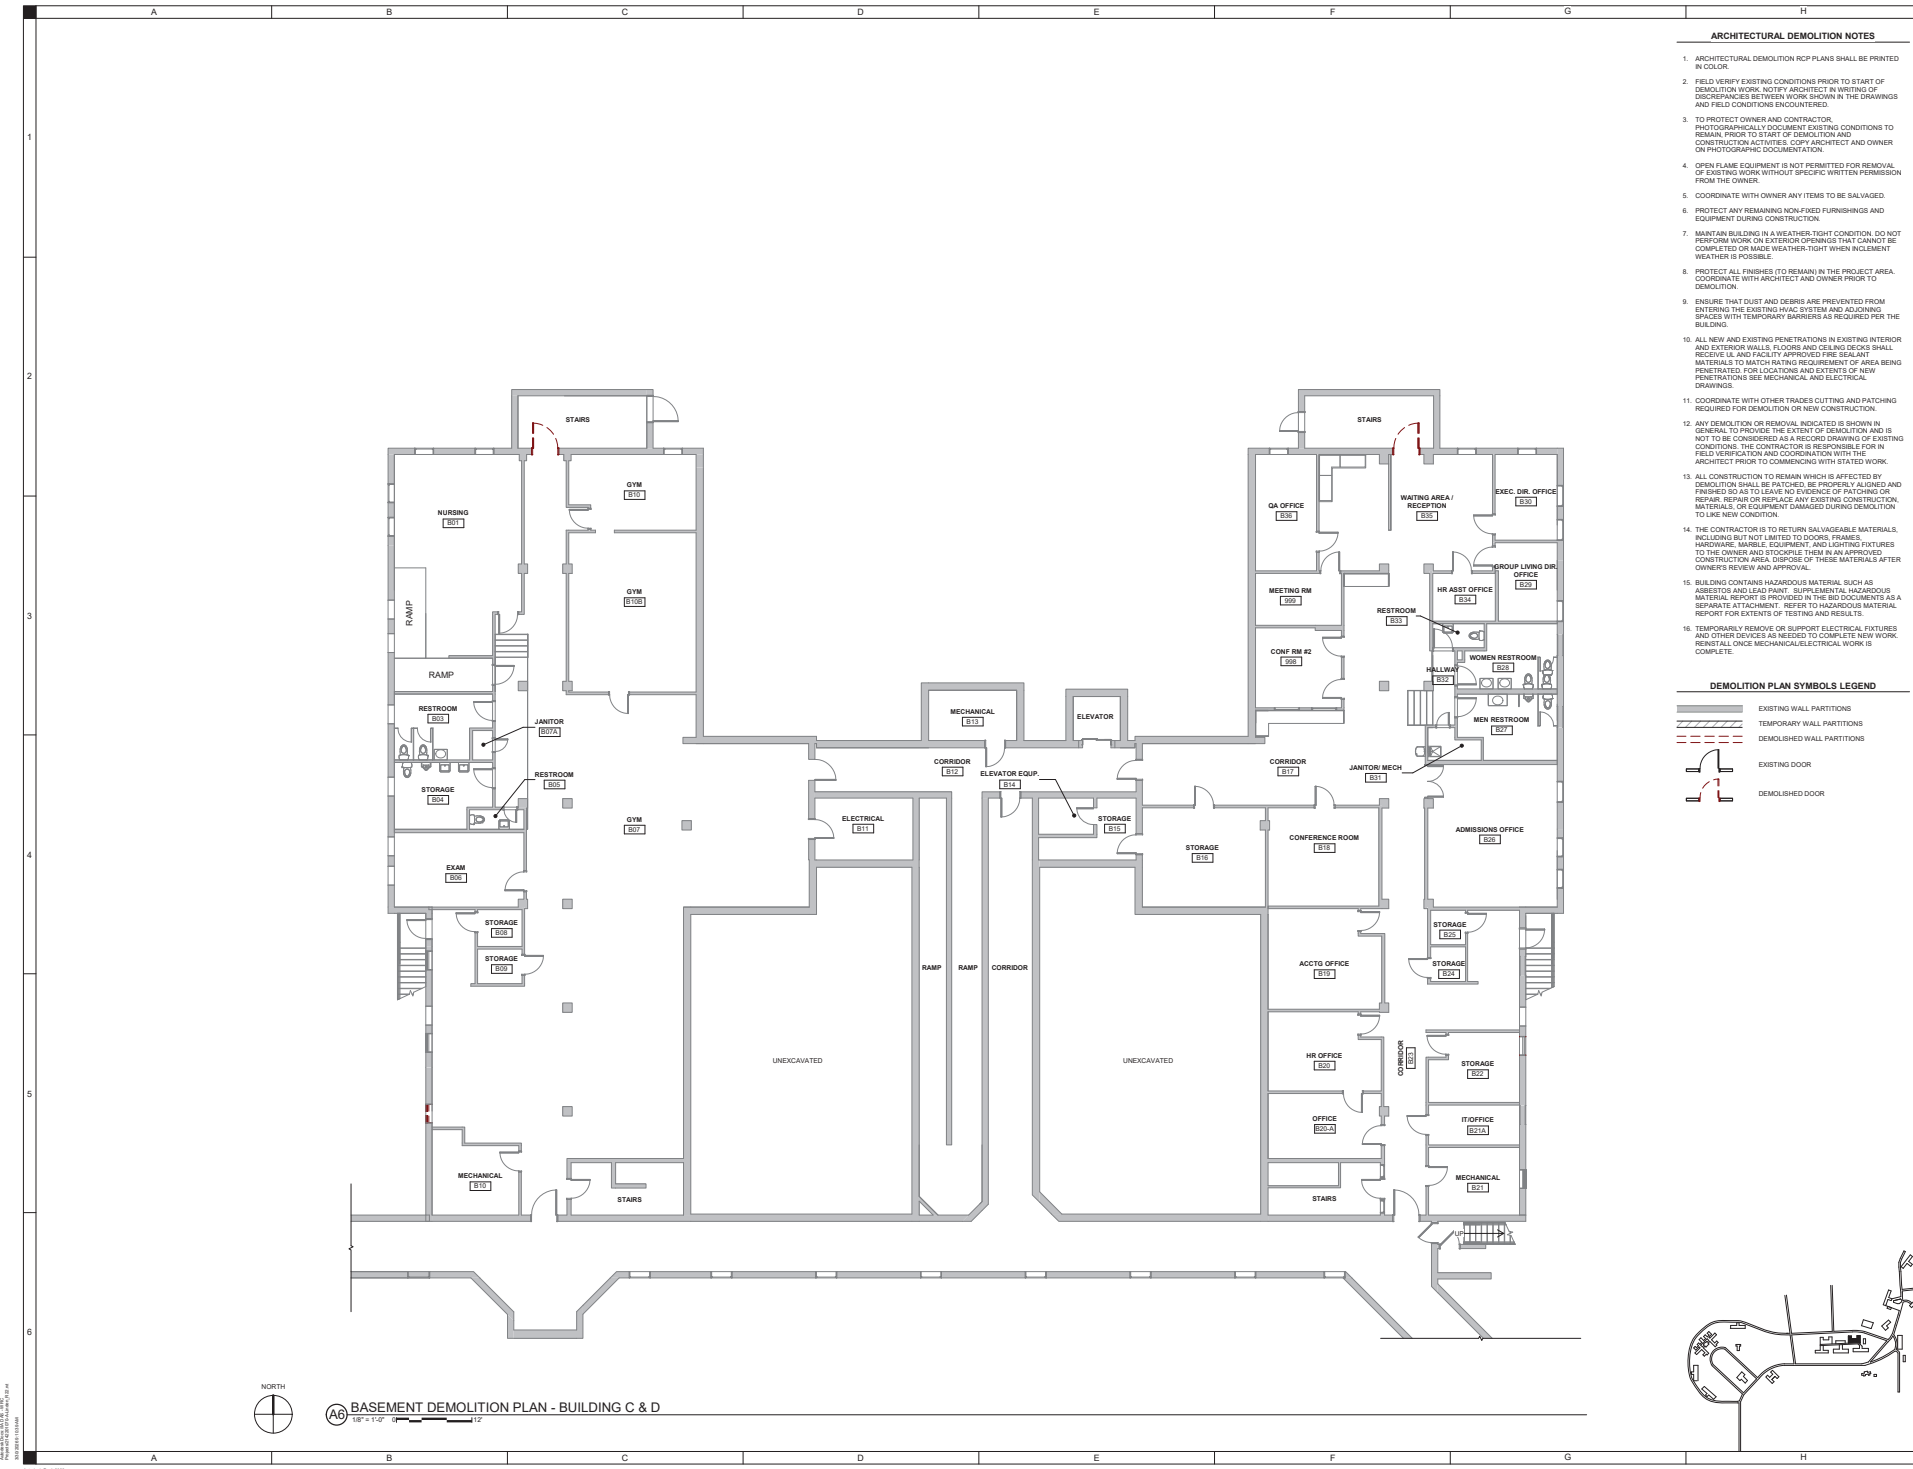 A B C D E F G H
ARCHITECTURAL DEMOLITION NOTES
1. ARCHITECTURAL DEMOLITION RCP PLANS SHALL BE PRINTED
IN COLOR.
2. FIELD VERIFY EXISTING CONDITIONS PRIOR TO START OF
DEMOLITION WORK. NOTIFY ARCHITECT IN WRITING OF
DISCREPANCIES BETWEEN WORK SHOWN IN THE DRAWINGS
AND FIELD CONDITIONS ENCOUNTERED.
3. TO PROTECT OWNER AND CONTRACTOR,
PHOTOGRAPHICALLY DOCUMENT EXISTING CONDITIONS TO
REMAIN, PRIOR TO START OF DEMOLITION AND
CONSTRUCTION ACTIVITIES. COPY ARCHITECT AND OWNER
ON PHOTOGRAPHIC DOCUMENTATION.
4. OPEN FLAME EQUIPMENT IS NOT PERMITTED FOR REMOVAL
OF EXISTING WORK WITHOUT SPECIFIC WRITTEN PERMISSION
FROM THE OWNER.
5. COORDINATE WITH OWNER ANY ITEMS TO BE SALVAGED.
6. PROTECT ANY REMAINING NON-FIXED FURNISHINGS AND
EQUIPMENT DURING CONSTRUCTION.
7. MAINTAIN BUILDING IN A WEATHER-TIGHT CONDITION. DO NOT
PERFORM WORK ON EXTERIOR OPENINGS THAT CANNOT BE
COMPLETED OR MADE WEATHER-TIGHT WHEN INCLEMENT
WEATHER IS POSSIBLE.
8. PROTECT ALL FINISHES (TO REMAIN) IN THE PROJECT AREA.
COORDINATE WITH ARCHITECT AND OWNER PRIOR TO
DEMOLITION.
9. ENSURE THAT DUST AND DEBRIS ARE PREVENTED FROM
ENTERING THE EXISTING HVAC SYSTEM AND ADJOINING
SPACES WITH TEMPORARY BARRIERS AS REQUIRED PER THE
BUILDING.
10. ALL NEW AND EXISTING PENETRATIONS IN EXISTING INTERIOR
AND EXTERIOR WALLS, FLOORS AND CEILING DECKS SHALL
RECEIVE UL AND FACILITY APPROVED FIRE SEALANT
MATERIALS TO MATCH RATING REQUIREMENT OF AREA BEING
PENETRATED. FOR LOCATIONS AND EXTENTS OF NEW
PENETRATIONS SEE MECHANICAL AND ELECTRICAL
DRAWINGS.
11. COORDINATE WITH OTHER TRADES CUTTING AND PATCHING
REQUIRED FOR DEMOLITION OR NEW CONSTRUCTION.
12. ANY DEMOLITION OR REMOVAL INDICATED IS SHOWN IN
GENERAL TO PROVIDE THE EXTENT OF DEMOLITION AND IS
NOT TO BE CONSIDERED AS A RECORD DRAWING OF EXISTING
CONDITIONS. THE CONTRACTOR IS RESPONSIBLE FOR IN
FIELD VERIFICATION AND COORDINATION WITH THE
ARCHITECT PRIOR TO COMMENCING WITH STATED WORK.
13. ALL CONSTRUCTION TO REMAIN WHICH IS AFFECTED BY
DEMOLITION SHALL BE PATCHED, BE PROPERLY ALIGNED AND
FINISHED SO AS TO LEAVE NO EVIDENCE OF PATCHING OR
REPAIR. REPAIR OR REPLACE ANY EXISTING CONSTRUCTION,
MATERIALS, OR EQUIPMENT DAMAGED DURING DEMOLITION
TO LIKE NEW CONDITION.
14. THE CONTRACTOR IS TO RETURN SALVAGEABLE MATERIALS,
INCLUDING BUT NOT LIMITED TO DOORS, FRAMES,
HARDWARE, MARBLE, EQUIPMENT, AND LIGHTING FIXTURES
TO THE OWNER AND STOCKPILE THEM IN AN APPROVED
CONSTRUCTION AREA. DISPOSE OF THESE MATERIALS AFTER
OWNER'S REVIEW AND APPROVAL.
15. BUILDING CONTAINS HAZARDOUS MATERIAL SUCH AS
ASBESTOS AND LEAD PAINT. SUPPLEMENTAL HAZARDOUS
MATERIAL REPORT IS PROVIDED IN THE BID DOCUMENTS AS A
SEPARATE ATTACHMENT. REFER TO HAZARDOUS MATERIAL
REPORT FOR EXTENTS OF TESTING AND RESULTS.
16. TEMPORARILY REMOVE OR SUPPORT ELECTRICAL FIXTURES
AND OTHER DEVICES AS NEEDED TO COMPLETE NEW WORK.
REINSTALL ONCE MECHANICAL/ELECTRICAL WORK IS
COMPLETE.
DEMOLITION PLAN SYMBOLS LEGEND
EXISTING WALL PARTITIONS
TEMPORARY WALL PARTITIONS
DEMOLISHED WALL PARTITIONS
EXISTING DOOR
DEMOLISHED DOOR
1
2
3
4
5
6
STAIRS
NURSING
B01
GYM
B10
GYM
B10B
RAMP
RAMP
RESTROOM
B03
JANITOR
B07A
STORAGE
B04
RESTROOM
B05
GYM
B07
EXAM
B06
STORAGE
B08
STORAGE
B09
MECHANICAL
B10
STAIRS
UNEXCAVATED
MECHANICAL
B13
ELEVATOR
CORRIDOR
B12
ELEVATOR EQUIP.
B14
ELECTRICAL
B11
STORAGE
B15
RAMP
RAMP
CORRIDOR
UNEXCAVATED
STAIRS
QA OFFICE
B36
WAITING AREA /
RECEPTION
B35
EXEC. DIR. OFFICE
B30
GROUP LIVING DIR.
OFFICE
B29
MEETING RM
999
HR ASST OFFICE
B34
RESTROOM
B33
CONF RM #2
998
WOMEN RESTROOM
B28
HALLWAY
B32
MEN RESTROOM
B27
CORRIDOR
B17
JANITOR/ MECH
B31
STORAGE
B16
CONFERENCE ROOM
B18
ADMISSIONS OFFICE
B26
STORAGE
B25
STORAGE
B24
ACCTG OFFICE
B19
HR OFFICE
B20
CORRIDOR
B23
STORAGE
B22
OFFICE
B20-A
IT/OFFICE
B21A
MECHANICAL
B21
STAIRS
UP
NORTH
A6
BASEMENT DEMOLITION PLAN - BUILDING C & D
1/8" = 1'-0" 0 12'
A B C D E F G H